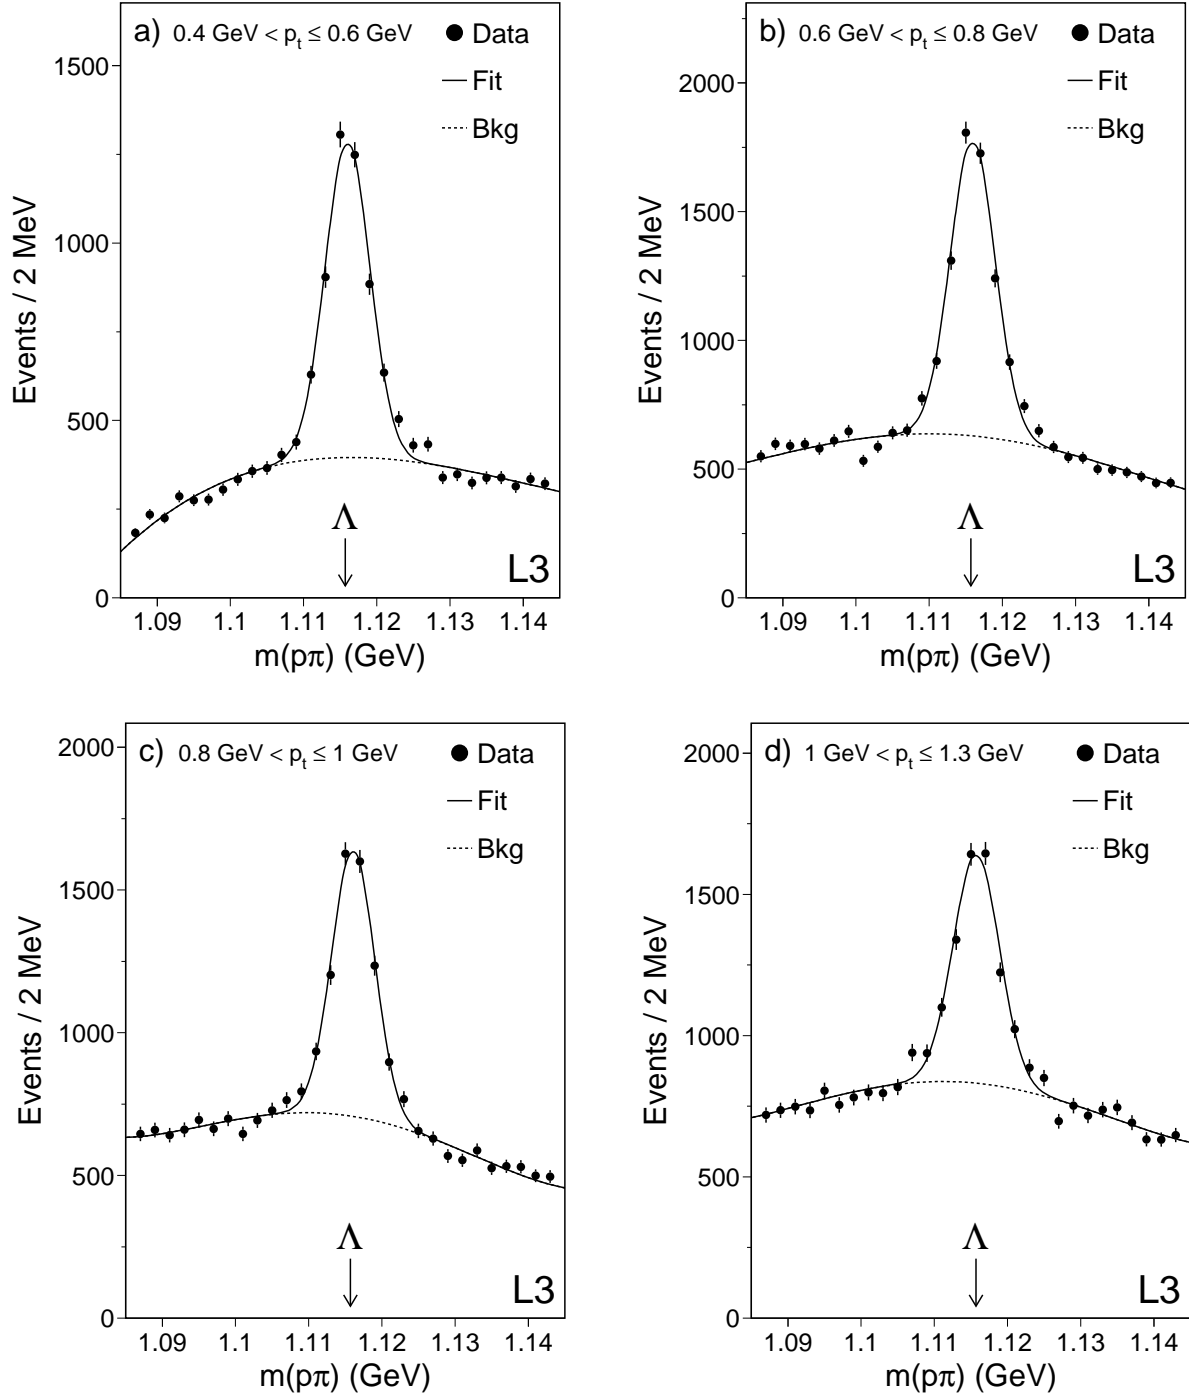 a) 0.4 GeV < pt ≤ 0.6 GeV
Data
Fit
Bkg
1500
1000
500
0
Events / 2 MeV
Λ
L3
1.09 1.1 1.11 1.12 1.13 1.14
m(pπ) (GeV)
b) 0.6 GeV < pt ≤ 0.8 GeV
Data
Fit
Bkg
2000
1500
1000
500
0
Events / 2 MeV
Λ
L3
1.09 1.1 1.11 1.12 1.13 1.14
m(pπ) (GeV)
c) 0.8 GeV < pt ≤ 1 GeV
Data
Fit
Bkg
2000
1500
1000
500
0
Events / 2 MeV
Λ
L3
1.09 1.1 1.11 1.12 1.13 1.14
m(pπ) (GeV)
d) 1 GeV < pt ≤ 1.3 GeV
Data
Fit
Bkg
2000
1500
1000
500
0
Events / 2 MeV
Λ
L3
1.09 1.1 1.11 1.12 1.13 1.14
m(pπ) (GeV)